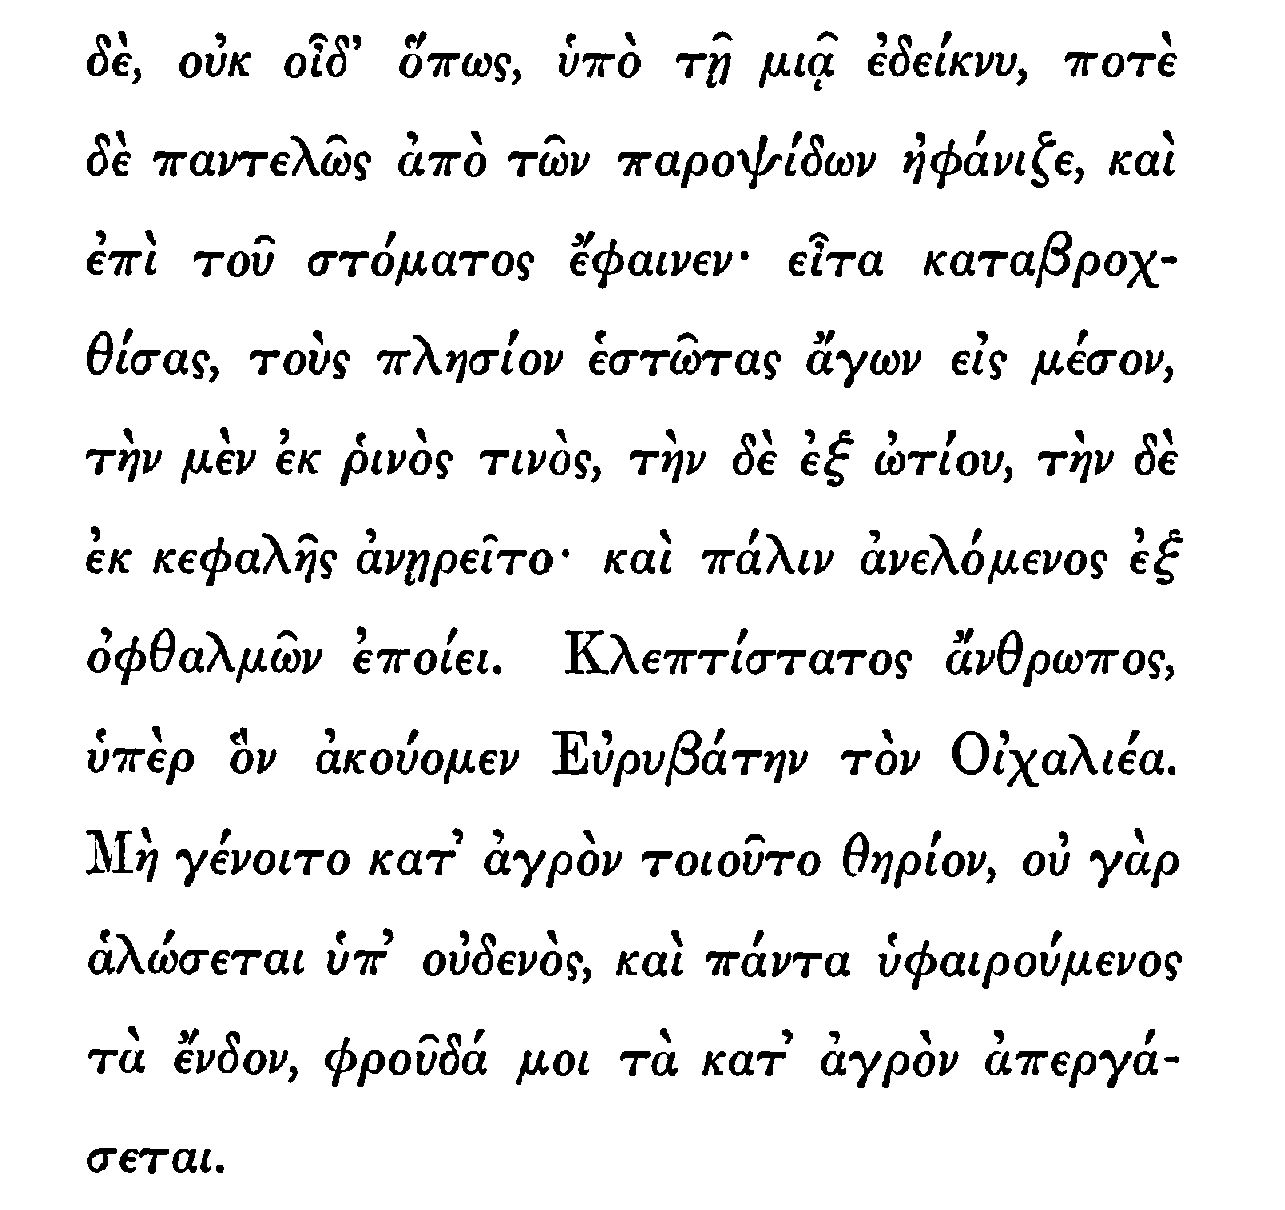 δὲ, οὐκ οἶδ’ ὅπως, ὑπὸ τῇ μιᾷ ἐδείκνυ, ποτὲ
δὲ παντελῶς ἀπὸ τῶν παροψίδων ἠφάνιζε, καὶ
ἐπὶ τοῦ στόματος ἔφαινεν· εἶτα καταβροχ-
θίσας, τοὺς πλησίον ἑστῶτας ἄγων εἰς μέσον,
τὴν μὲν ἐκ ῥινὸς τινὸς, τὴν δὲ ἐξ ὠτίου, τὴν δὲ
ἐκ κεφαλῆς ἀνῃρεῖτο· καὶ πάλιν ἀνελόμενος ἐξ
ὀφθαλμῶν ἐποίει. Κλεπτίστατος ἄνθρωπος,
ὑπὲρ ὃν ἀκούομεν Εὐρυβάτην τὸν Οἰχαλιέα.
Μὴ γένοιτο κατ’ ἀγρὸν τοιοῦτο θηρίον, οὐ γὰρ
ἁλώσεται ὑπ’ οὐδενὸς, καὶ πάντα ὑφαιρούμενος
τὰ ἔνδον, φροῦδά μοι τὰ κατ’ ἀγρὸν ἀπεργά-
σεται.